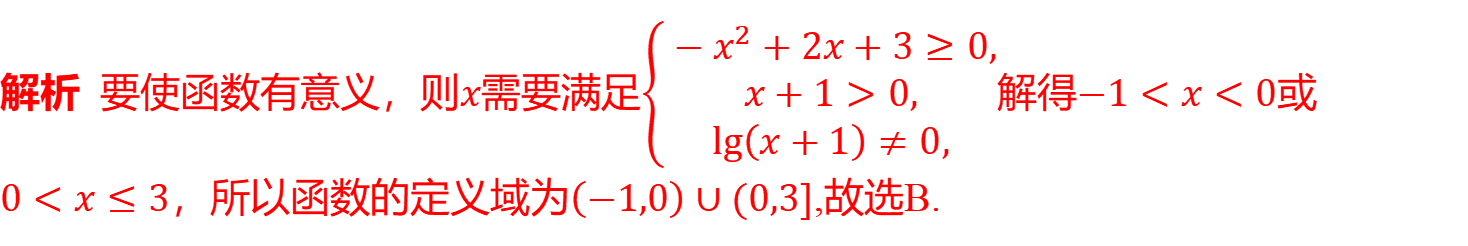 解析 要使函数有意义，则x需要满足{−x²+2x+3≥0, x+1>0, lg(x+1)≠0, 解得−1<x<0或
0<x≤3，所以函数的定义域为(−1,0)∪(0,3],故选B.